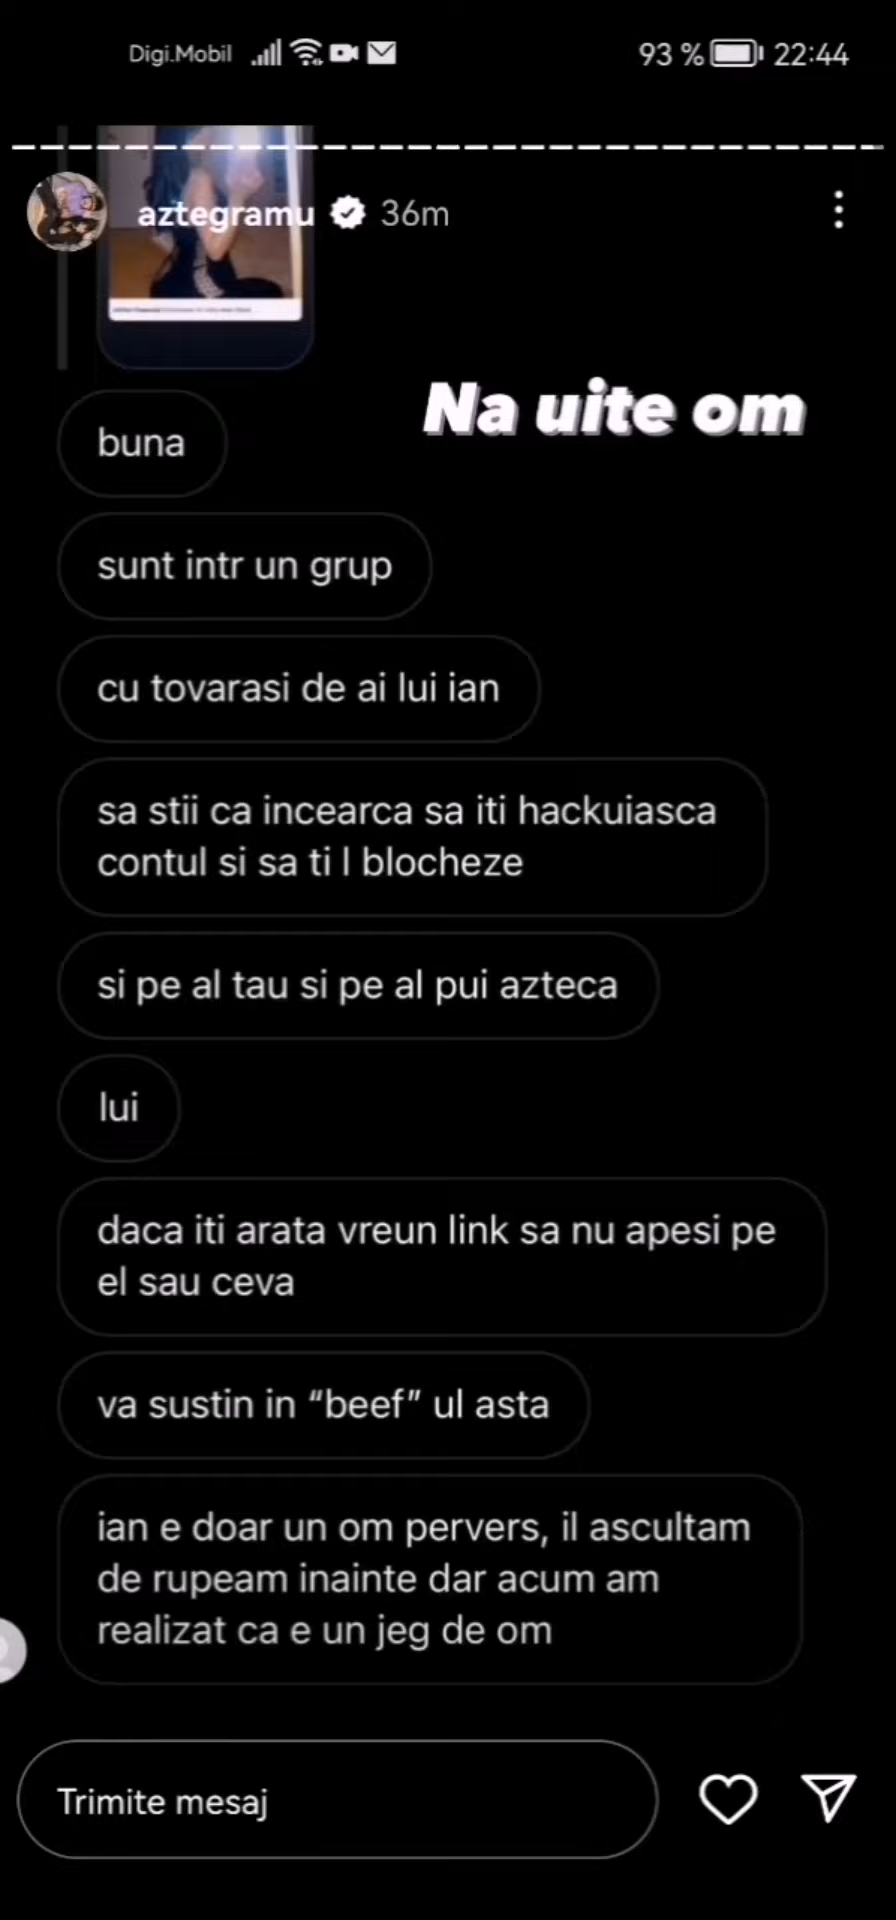 Digi.Mobil 93 % 22:44
aztegramu 36m
Na uite om
buna
sunt intr un grup
cu tovarasi de ai lui ian
sa stii ca incearca sa iti hackuiasca
contul si sa ti l blocheze
si pe al tau si pe al pui azteca
lui
daca iti arata vreun link sa nu apesi pe
el sau ceva
va sustin in “beef” ul asta
ian e doar un om pervers, il ascultam
de rupeam inainte dar acum am
realizat ca e un jeg de om
Trimite mesaj